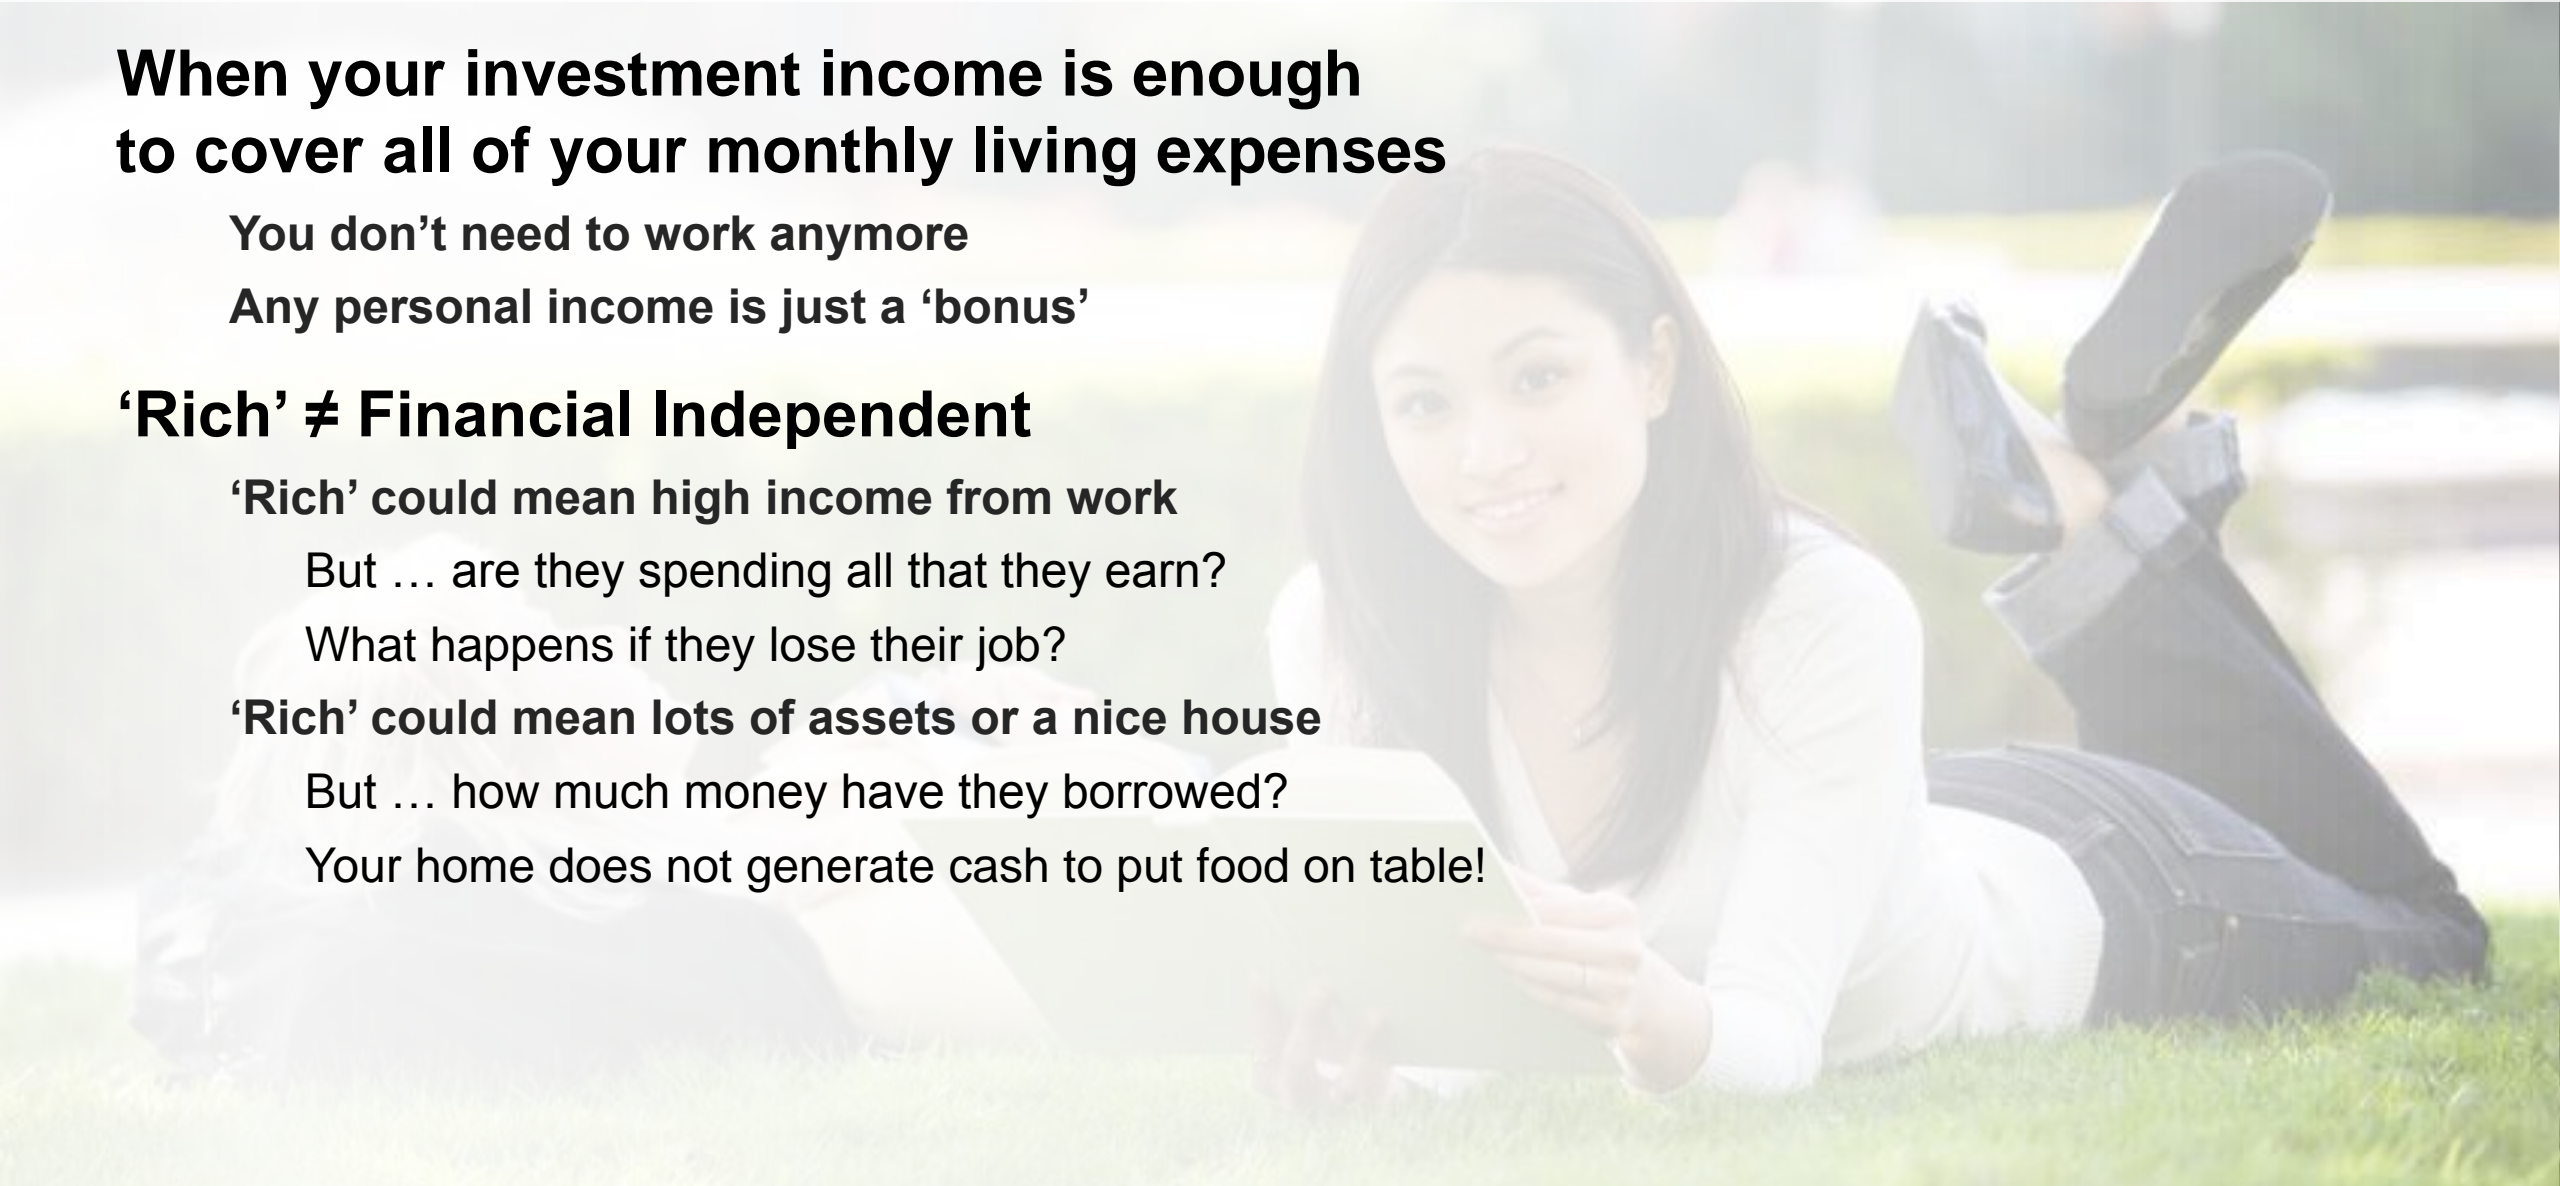 When your investment income is enough
to cover all of your monthly living expenses
You don’t need to work anymore
Any personal income is just a ‘bonus’
‘Rich’ ≠ Financial Independent
‘Rich’ could mean high income from work
But … are they spending all that they earn?
What happens if they lose their job?
‘Rich’ could mean lots of assets or a nice house
But … how much money have they borrowed?
Your home does not generate cash to put food on table!